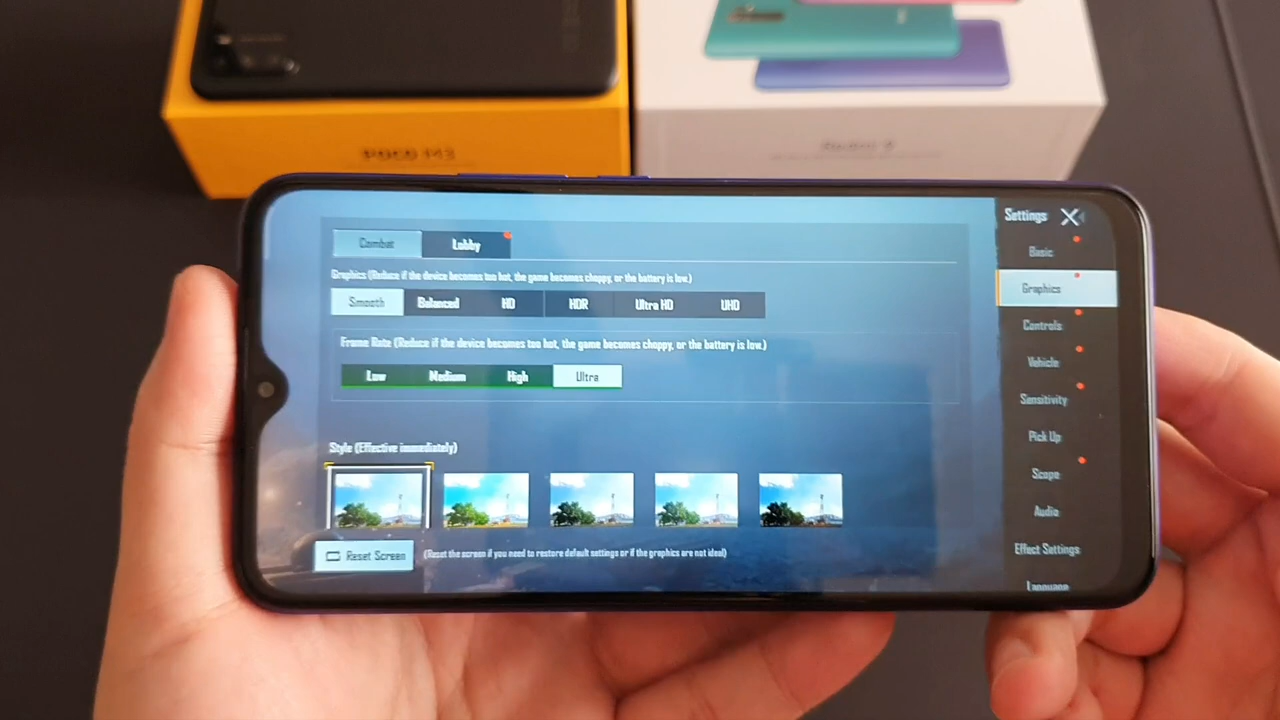 POCO M3
Redmi 9
Settings
Combat
Lobby
Basic
Graphics (Reduce if the device becomes too hot, the game becomes choppy, or the battery is low.)
Graphics
Smooth
Balanced
HD
HDR
Ultra HD
UHD
Controls
Frame Rate (Reduce if the device becomes too hot, the game becomes choppy, or the battery is low.)
Vehicle
Low
Medium
High
Ultra
Sensitivity
Pick Up
Style (Effective immediately)
Scope
Audio
Reset Screen
(Reset the screen if you need to restore default settings or if the graphics are not ideal)
Effect Settings
Language